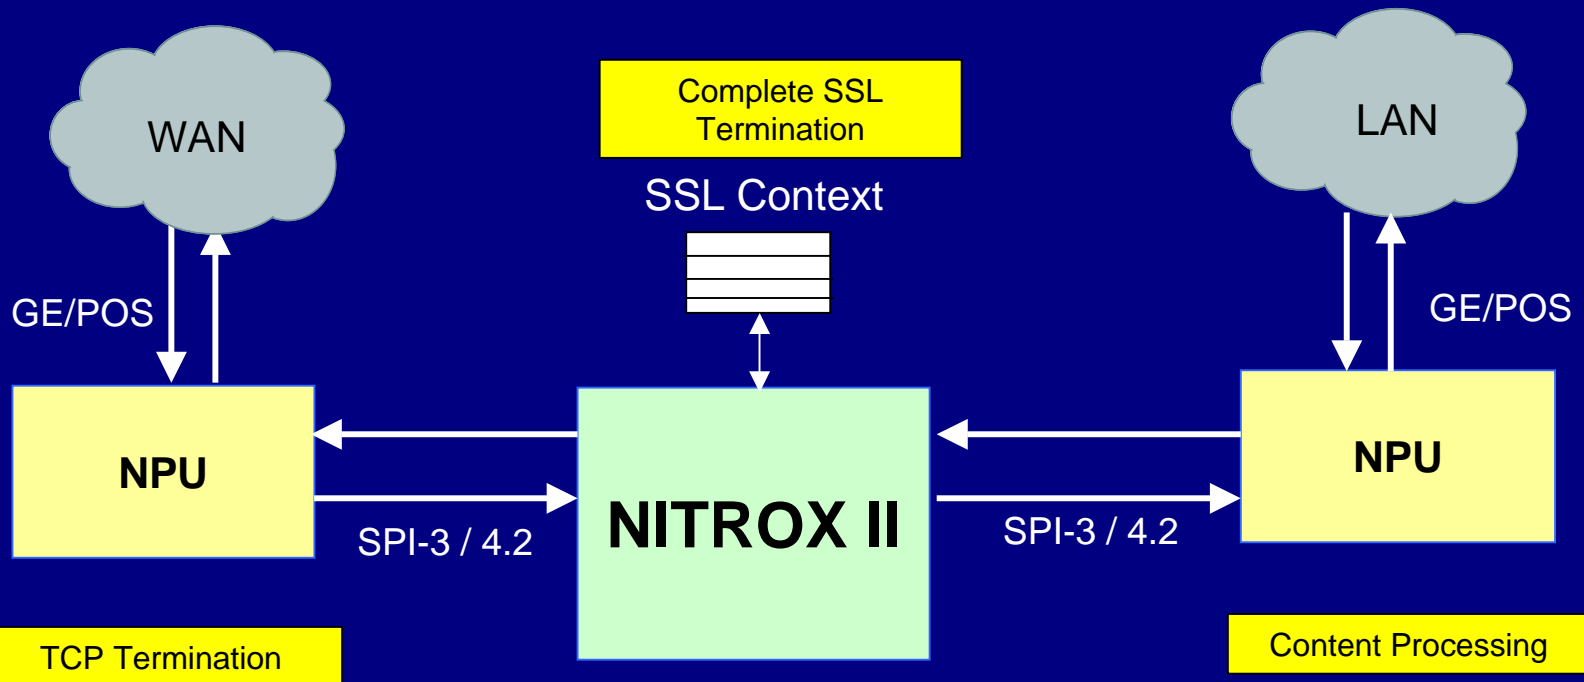 WAN
Complete SSL
Termination
LAN
SSL Context
GE/POS
GE/POS
NPU
NITROX II
NPU
SPI-3 / 4.2
SPI-3 / 4.2
TCP Termination
Content Processing